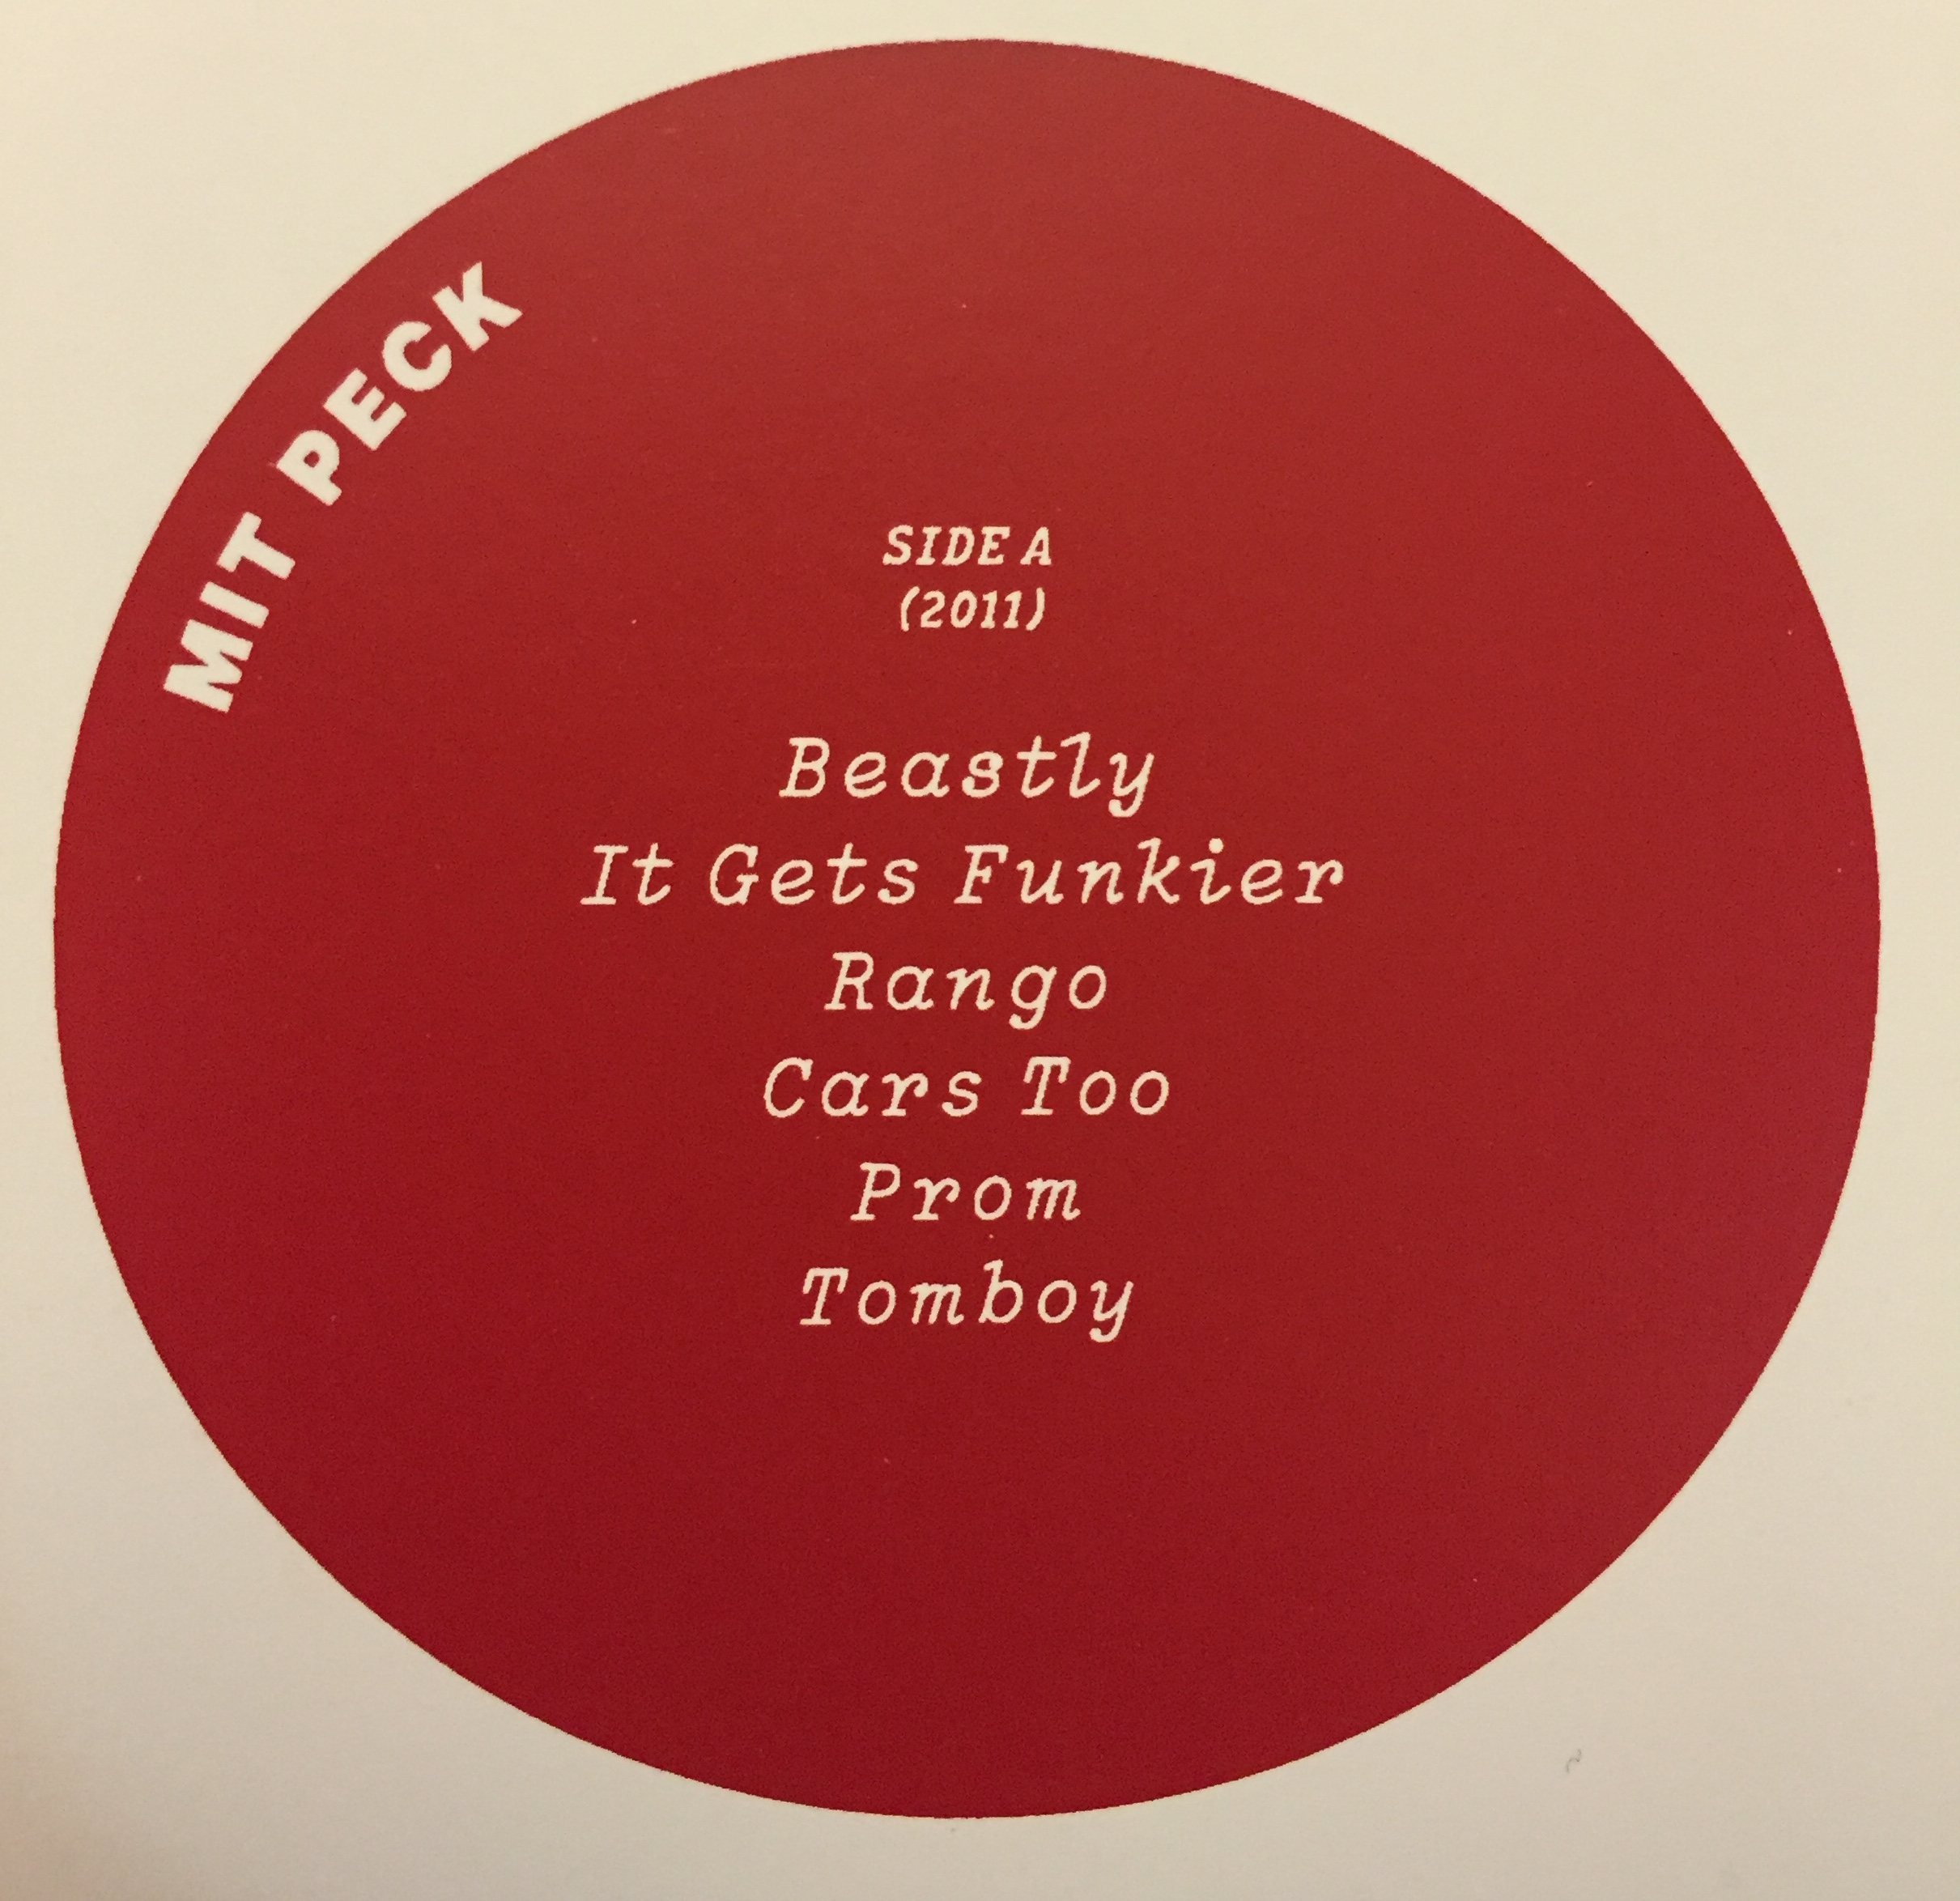 MIT PECK
SIDE A
(2011)
Beastly
It Gets Funkier
Rango
Cars Too
Prom
Tomboy